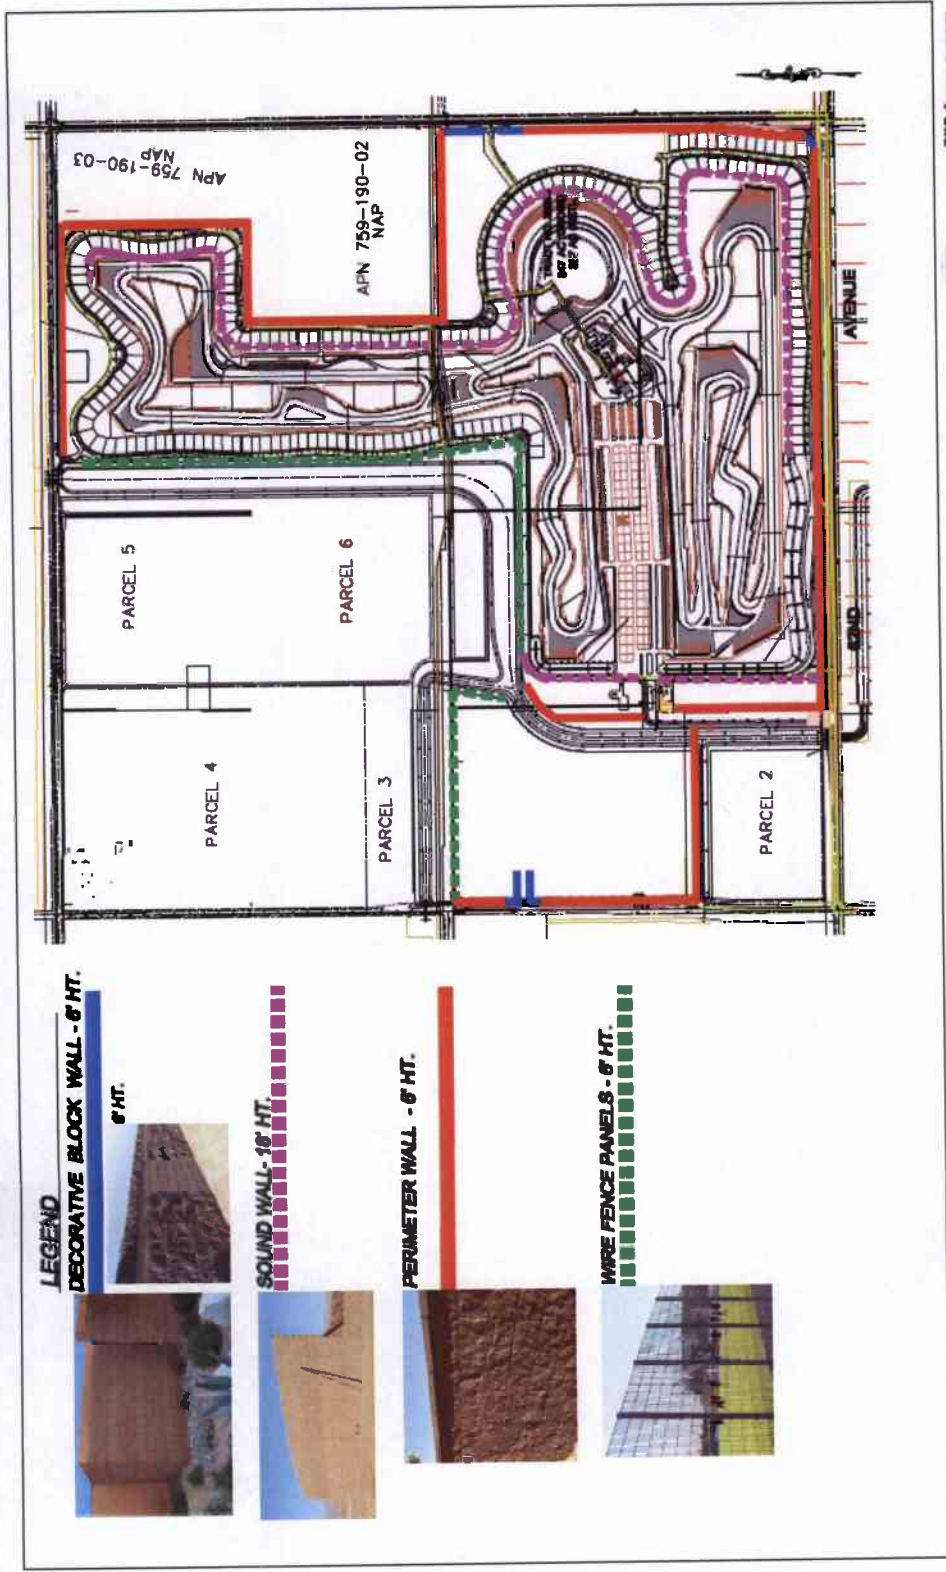 LEGEND
DECORATIVE BLOCK WALL - 6' HT.
6' HT.
SOUND WALL - 16' HT.
PERIMETER WALL - 6' HT.
WIRE FENCE PANELS - 6' HT.
PARCEL 4
PARCEL 5
APN 759-190-03
NAP
PARCEL 3
PARCEL 6
APN 759-190-02
NAP
PARCEL 2
62ND
AVENUE